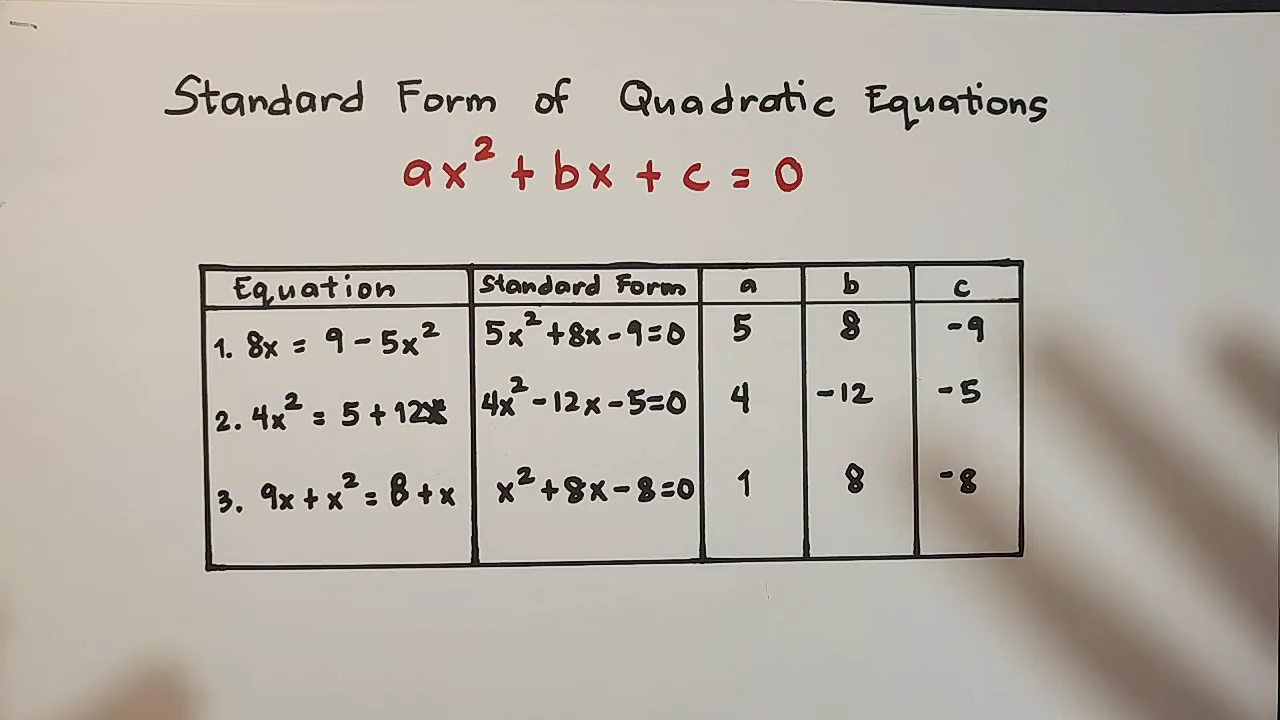 Standard Form of Quadratic Equations
ax² + bx + c = 0
Equation Standard Form a b c
1. 8x = 9 - 5x² 5x² + 8x - 9 = 0 5 8 -9
2. 4x² = 5 + 12x 4x² - 12x - 5 = 0 4 -12 -5
3. 9x + x² = 8 + x x² + 8x - 8 = 0 1 8 -8